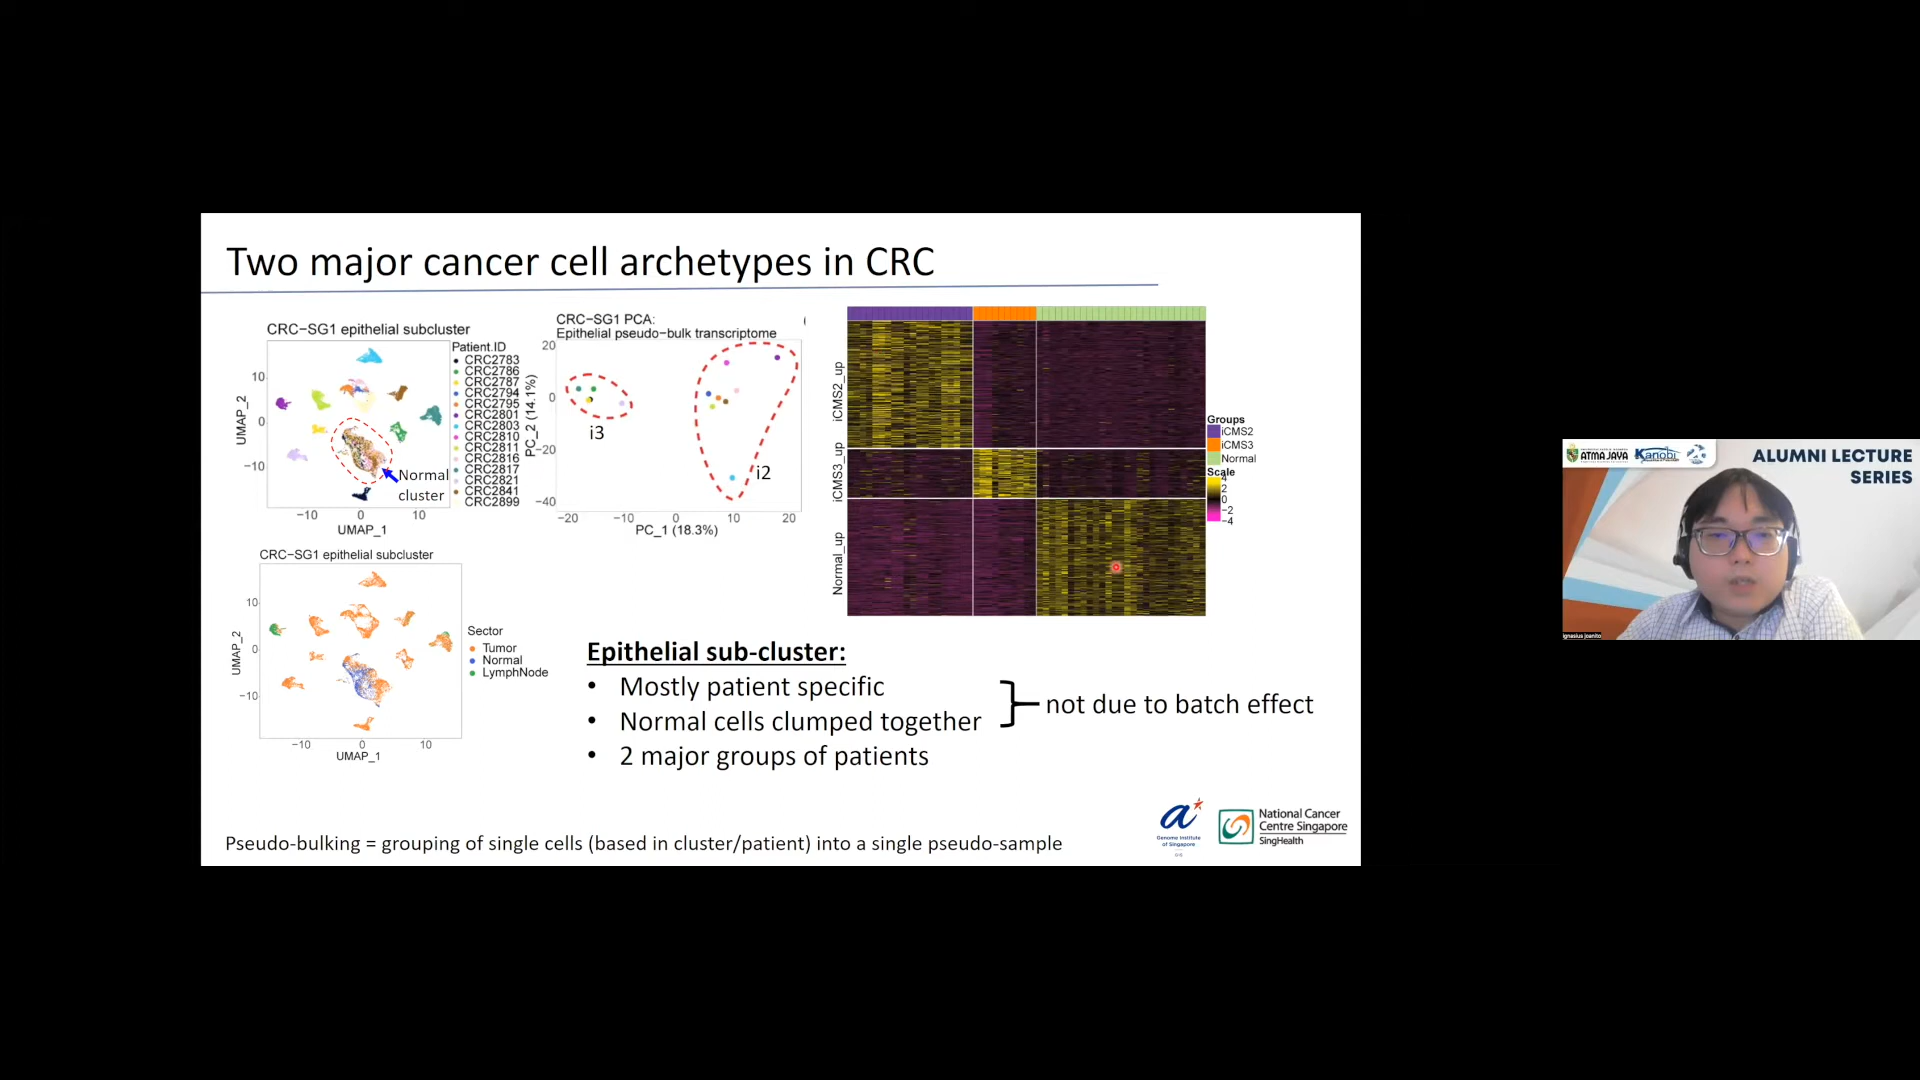 Two major cancer cell archetypes in CRC
CRC−SG1 epithelial subcluster
Patient.ID
CRC2783
CRC2786
CRC2787
CRC2794
CRC2795
CRC2801
CRC2803
CRC2810
CRC2811
CRC2816
CRC2817
CRC2821
CRC2841
CRC2899
10
0
−10
UMAP_2
Normal
cluster
−10 0 10
UMAP_1
CRC−SG1 PCA:
Epithelial pseudo−bulk transcriptome
20
0
−20
−40
PC_2 (14.1%)
i3
i2
−20 −10 0 10 20
PC_1 (18.3%)
iCMS2_up
iCMS3_up
Normal_up
Groups
iCMS2
iCMS3
Normal
Scale
4
2
0
−2
−4
CRC−SG1 epithelial subcluster
10
0
−10
UMAP_2
Sector
Tumor
Normal
LymphNode
−10 0 10
UMAP_1
Epithelial sub-cluster:
• Mostly patient specific
• Normal cells clumped together
• 2 major groups of patients
not due to batch effect
Pseudo-bulking = grouping of single cells (based in cluster/patient) into a single pseudo-sample
Genome Institute
of Singapore
National Cancer
Centre Singapore
SingHealth
ATMA JAYA
Kanobi
ALUMNI LECTURE
SERIES
ignasius joanito